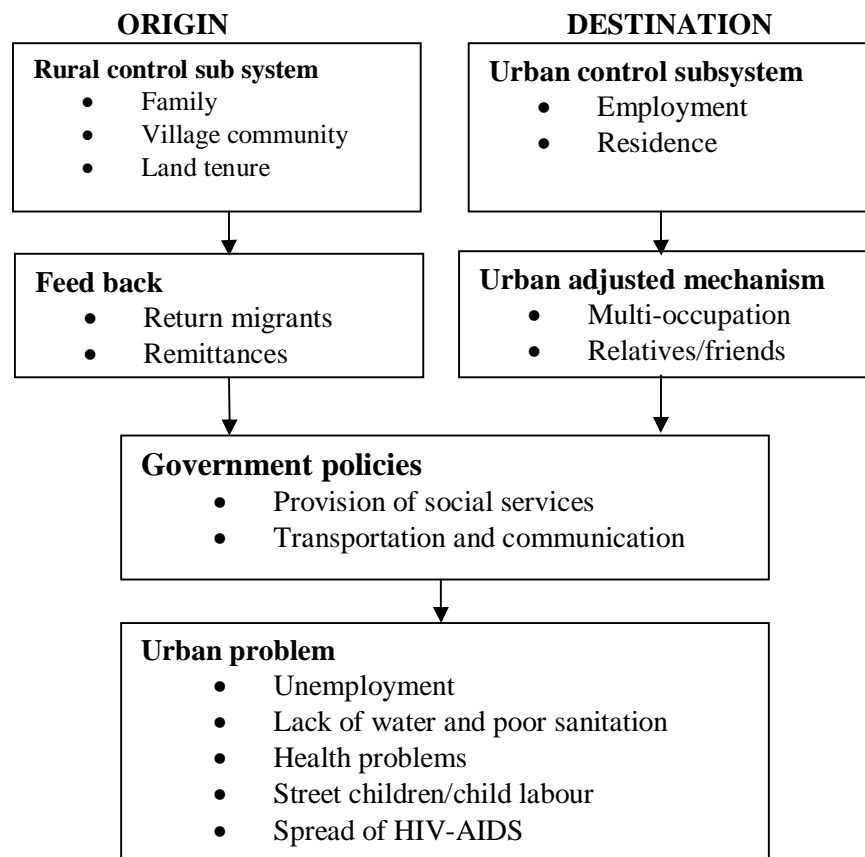 ORIGIN
DESTINATION
Rural control sub system
• Family
• Village community
• Land tenure
Urban control subsystem
• Employment
• Residence
Feed back
• Return migrants
• Remittances
Urban adjusted mechanism
• Multi-occupation
• Relatives/friends
Government policies
• Provision of social services
• Transportation and communication
Urban problem
• Unemployment
• Lack of water and poor sanitation
• Health problems
• Street children/child labour
• Spread of HIV-AIDS